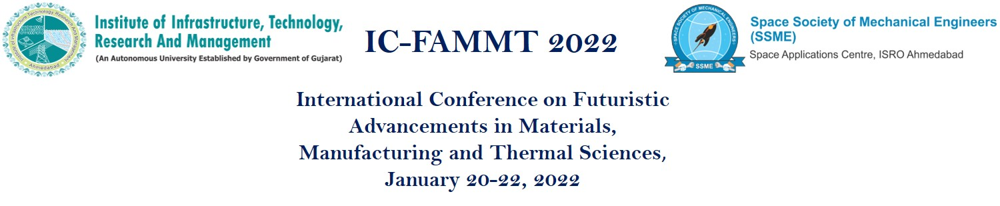 Institute of Infrastructure Technology Research And Management
Ahmedabad
Institute of Infrastructure, Technology,
Research And Management
(An Autonomous University Established by Government of Gujarat)
IC-FAMMT 2022
SPACE SOCIETY OF MECHANICAL ENGINEERS
SSME
Space Society of Mechanical Engineers
(SSME)
Space Applications Centre, ISRO Ahmedabad
International Conference on Futuristic
Advancements in Materials,
Manufacturing and Thermal Sciences,
January 20-22, 2022